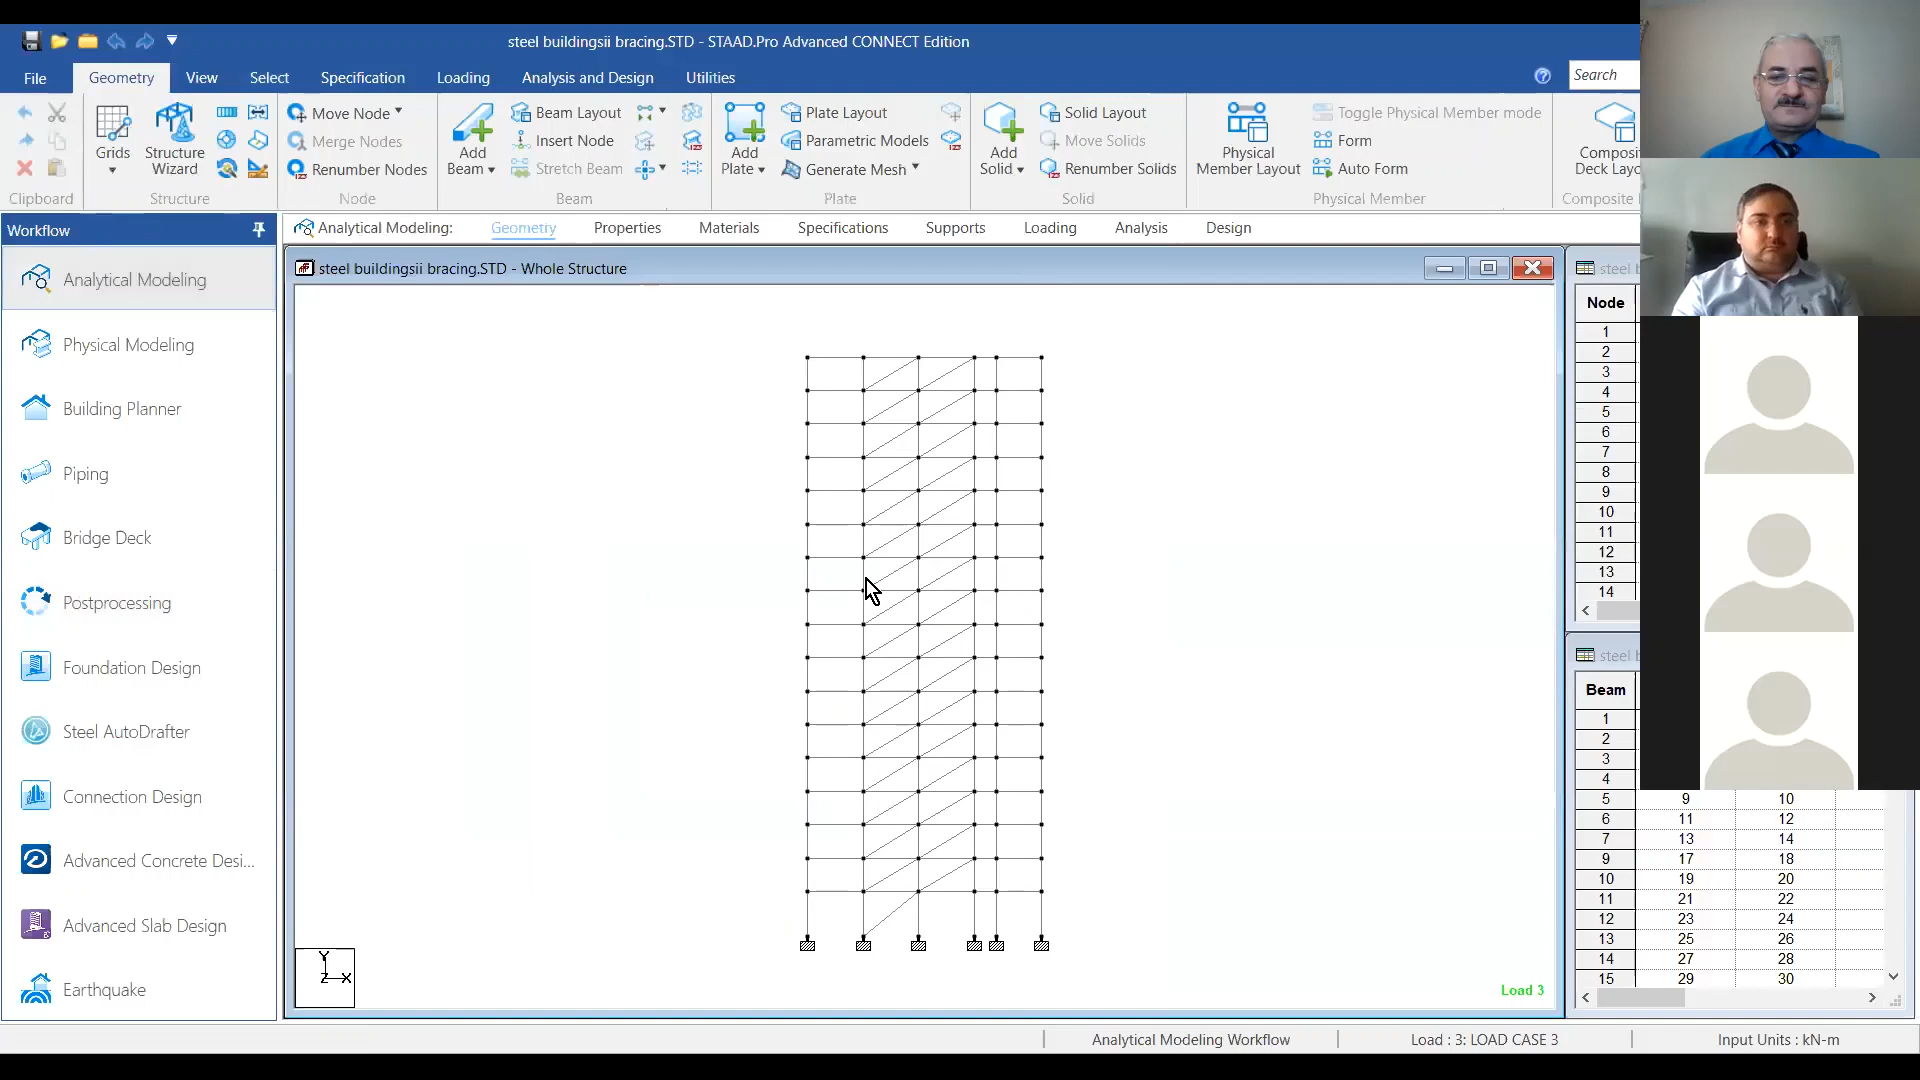 steel buildingsii bracing.STD - STAAD.Pro Advanced CONNECT Edition
File
Geometry
View
Select
Specification
Loading
Analysis and Design
Utilities
Search
Grids
Structure Wizard
Move Node
Merge Nodes
Renumber Nodes
Add Beam
Beam Layout
Insert Node
Stretch Beam
Add Plate
Plate Layout
Parametric Models
Generate Mesh
Add Solid
Solid Layout
Move Solids
Renumber Solids
Physical Member Layout
Toggle Physical Member mode
Form
Auto Form
Composit
Deck Layo
Clipboard
Structure
Node
Beam
Plate
Solid
Physical Member
Composite
Workflow
Analytical Modeling:
Geometry
Properties
Materials
Specifications
Supports
Loading
Analysis
Design
Analytical Modeling
Physical Modeling
Building Planner
Piping
Bridge Deck
Postprocessing
Foundation Design
Steel AutoDrafter
Connection Design
Advanced Concrete Desi...
Advanced Slab Design
Earthquake
steel buildingsii bracing.STD - Whole Structure
Y
Z X
Load 3
steel b
Node
1
2
3
4
5
6
7
8
9
10
11
12
13
14
steel b
Beam
1
2
3
4
5 9 10
6 11 12
7 13 14
9 17 18
10 19 20
11 21 22
12 23 24
13 25 26
14 27 28
15 29 30
Analytical Modeling Workflow
Load : 3: LOAD CASE 3
Input Units : kN-m